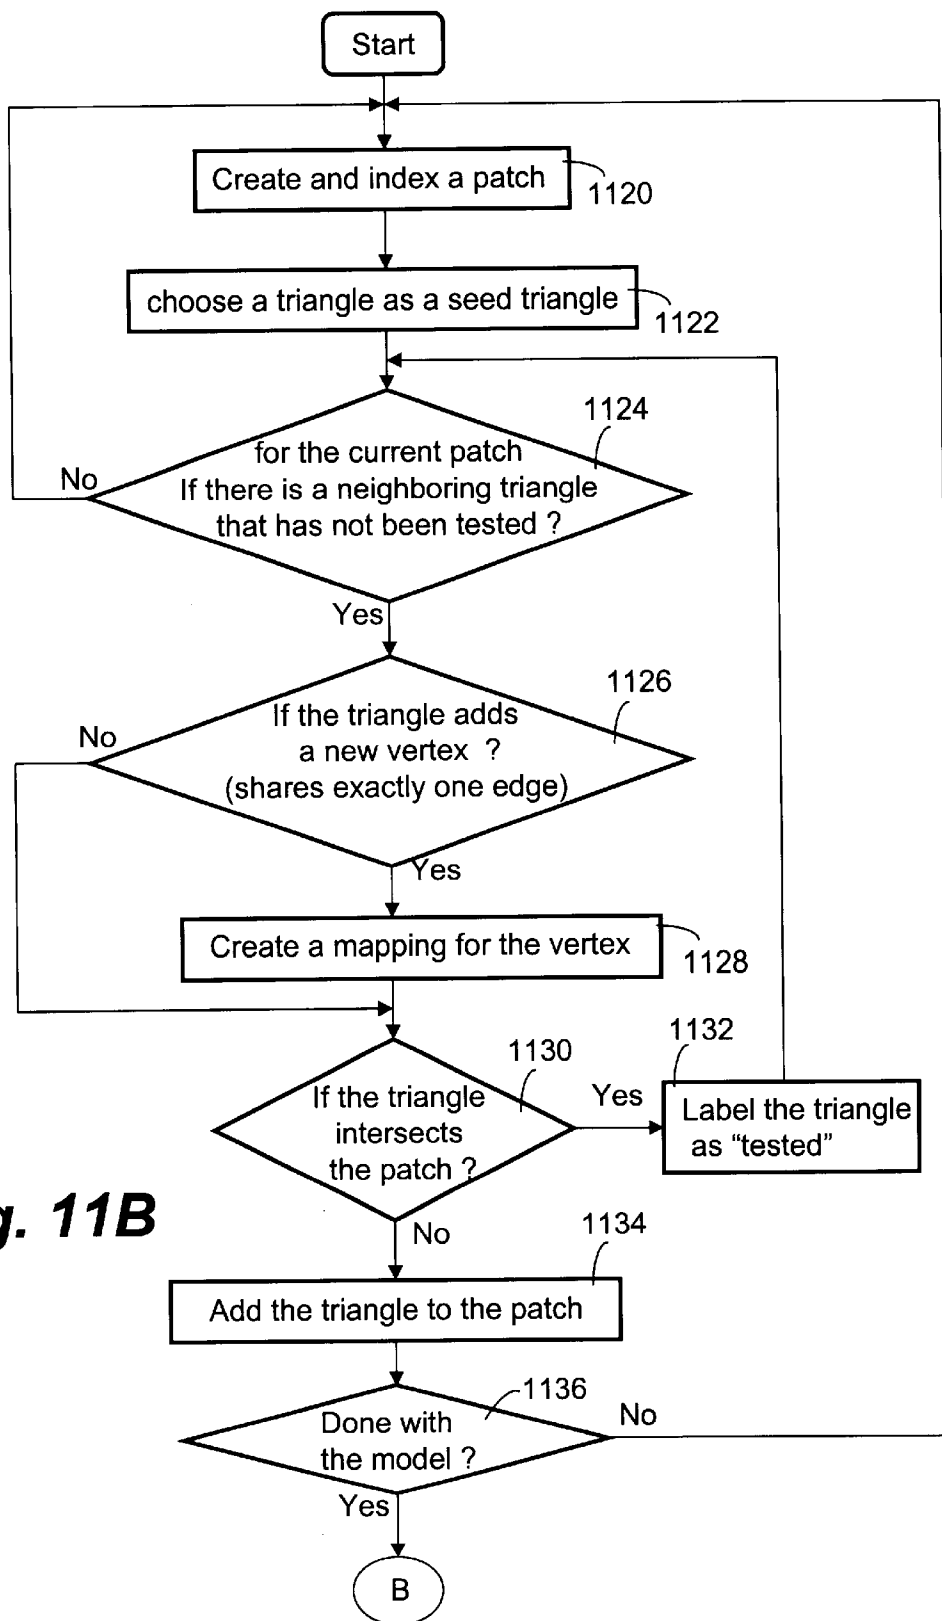 Start
Create and index a patch
1120
choose a triangle as a seed triangle
1122
1124
for the current patch
No
If there is a neighboring triangle
that has not been tested ?
Yes
1126
If the triangle adds
No
a new vertex ?
(shares exactly one edge)
Yes
Create a mapping for the vertex
1128
1130
1132
If the triangle
intersects
the patch ?
Yes
Label the triangle
as “tested”
g. 11B
No
1134
Add the triangle to the patch
1136
Done with
the model ?
No
Yes
B